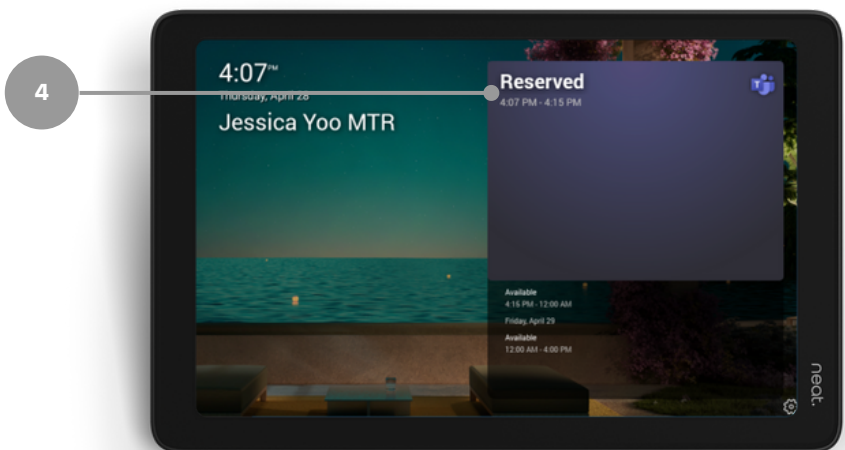 4
4:07PM
Thursday, April 28
Jessica Yoo MTR
Reserved
4:07 PM - 4:15 PM
Available
4:15 PM - 12:00 AM
Friday, April 29
Available
12:00 AM - 4:00 PM
neat.